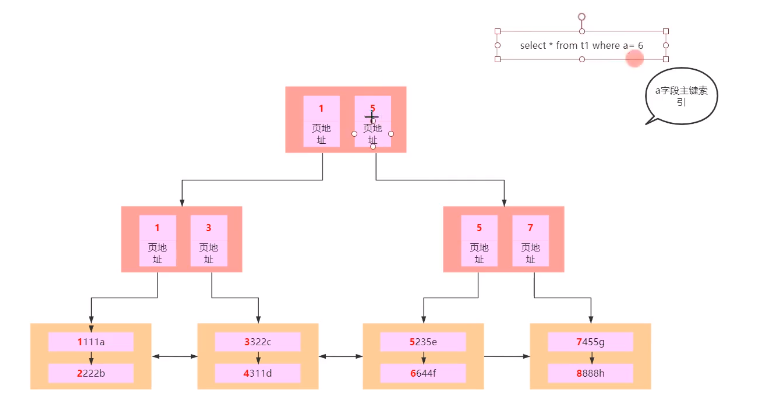 select * from t1 where a= 6
a字段主键索
引
1
5
页地
址
页地
址
1
3
页地
址
页地
址
5
7
页地
址
页地
址
1111a
2222b
3322c
4311d
5235e
6644f
7455g
8888h